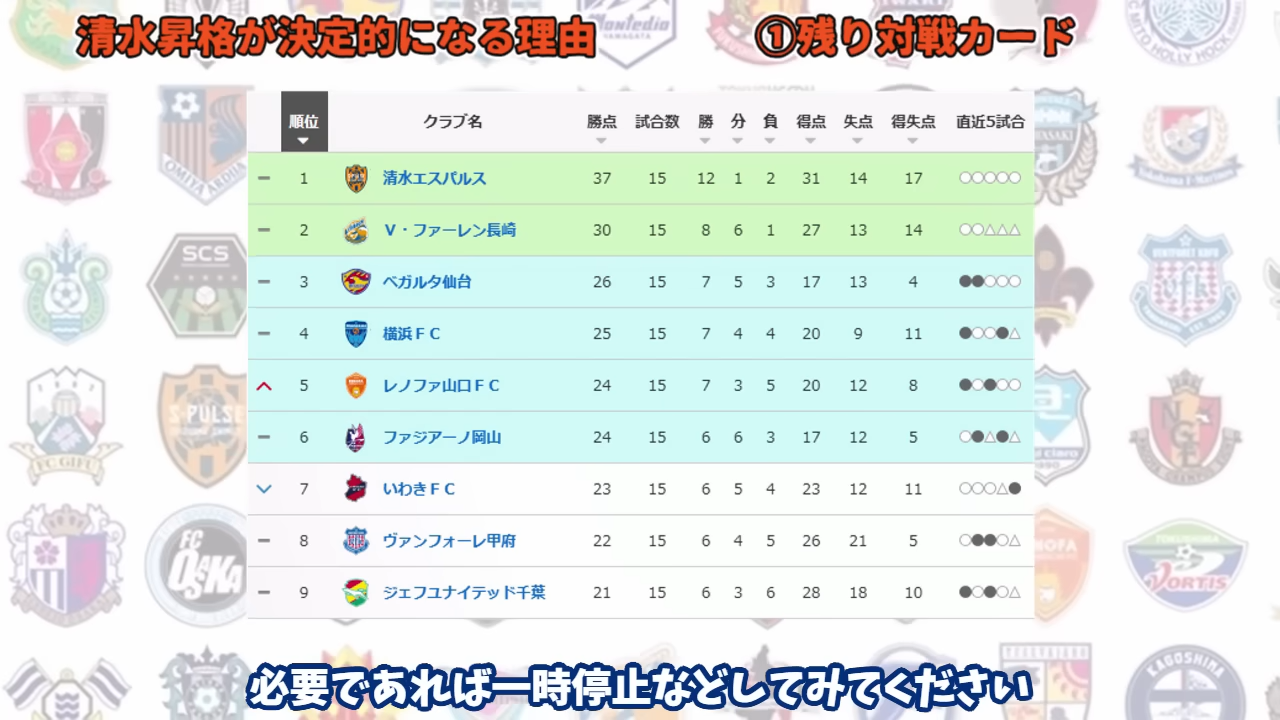 清水昇格が決定的になる理由 ①残り対戦カード
順位 クラブ名 勝点 試合数 勝 分 負 得点 失点 得失点 直近5試合
1 清水エスパルス 37 15 12 1 2 31 14 17 ○○○○○
2 V・ファーレン長崎 30 15 8 6 1 27 13 14 ○○△△△
3 ベガルタ仙台 26 15 7 5 3 17 13 4 ●●○○○
4 横浜FC 25 15 7 4 4 20 9 11 ●○○●△
5 レノファ山口FC 24 15 7 3 5 20 12 8 ●○●○○
6 ファジアーノ岡山 24 15 6 6 3 17 12 5 ○●△●△
7 いわきFC 23 15 6 5 4 23 12 11 ○○○△●
8 ヴァンフォーレ甲府 22 15 6 4 5 26 21 5 ○●●○△
9 ジェフユナイテッド千葉 21 15 6 3 6 28 18 10 ●○●○△
必要であれば一時停止などしてみてください